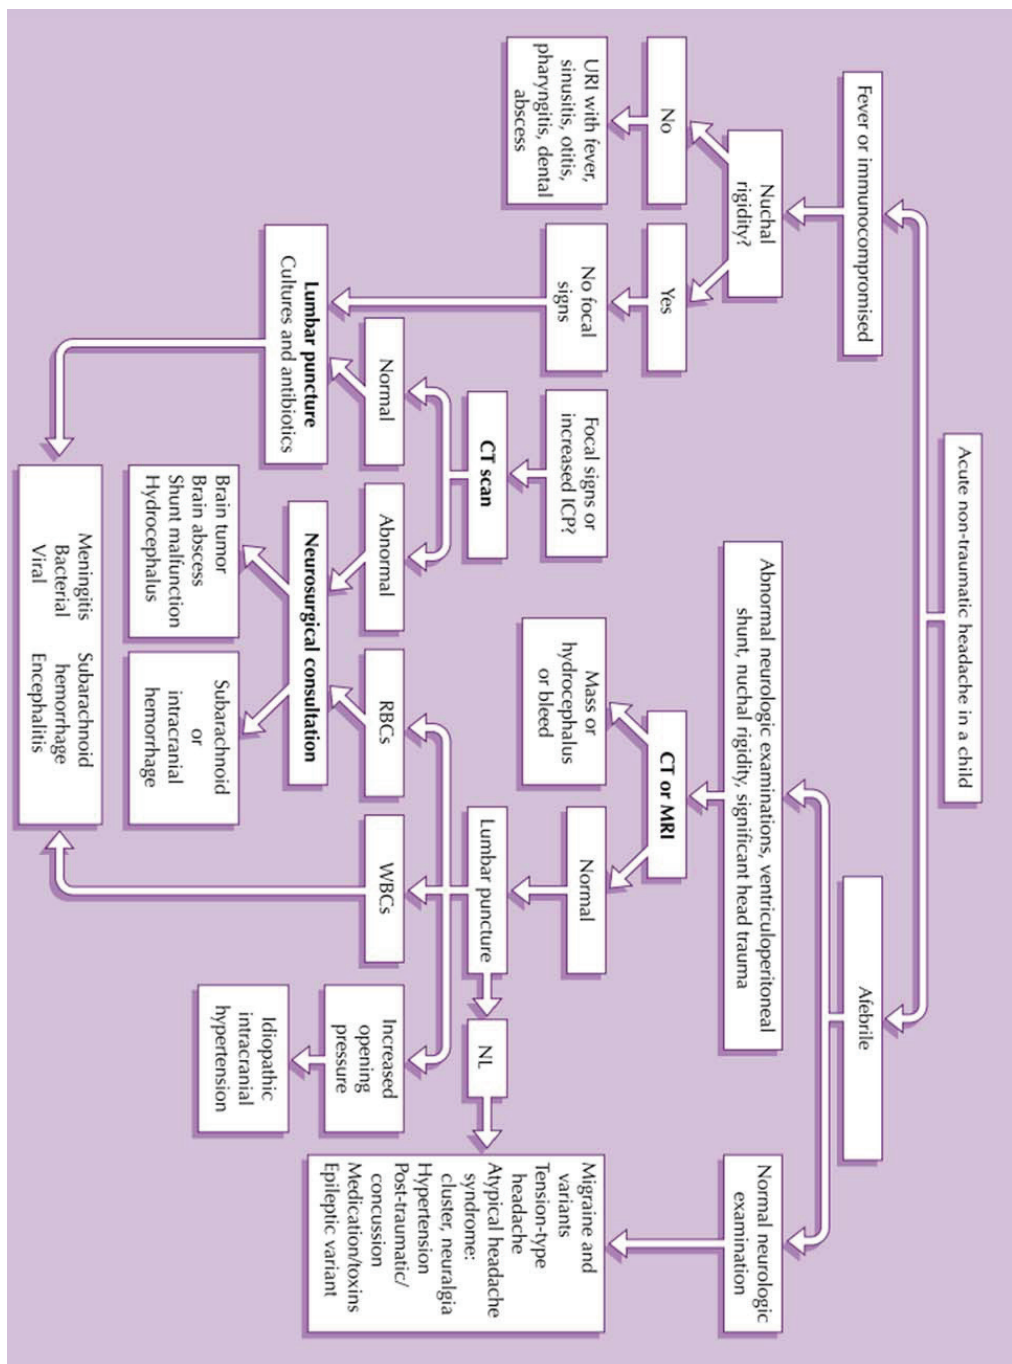 Acute non-traumatic headache in a child
Fever or immunocompromised
Afebrile
Nuchal
rigidity?
Abnormal neurologic examinations, ventriculoperitoneal
shunt, nuchal rigidity, significant head trauma
Normal neurologic
examination
No
Yes
CT or MRI
URI with fever,
sinusitis, otitis,
pharyngitis, dental
abscess
No focal
signs
Focal signs or
increased ICP?
Mass or
hydrocephalus
or bleed
Normal
Migraine and
variants
Tension-type
headache
Atypical headache
syndrome:
cluster, neuralgia
Hypertension
Post-traumatic/
concussion
Medication/toxins
Epileptic variant
CT scan
Lumbar puncture
NL
Normal
Abnormal
RBCs
WBCs
Increased
opening
pressure
Lumbar puncture
Cultures and antibiotics
Neurosurgical consultation
Idiopathic
intracranial
hypertension
Brain tumor
Brain abscess
Shunt malfunction
Hydrocephalus
Subarachnoid
or
intracranial
hemorrhage
Meningitis
Bacterial
Viral
Subarachnoid
hemorrhage
Encephalitis